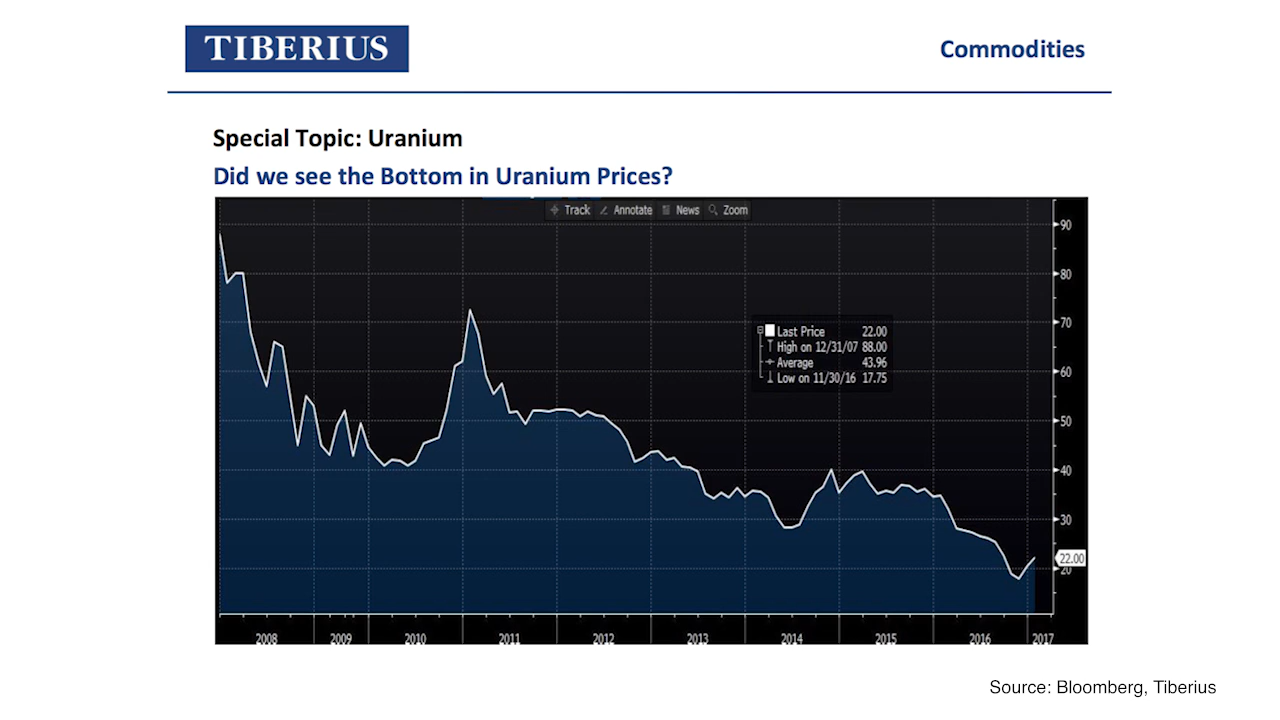 TIBERIUS
Commodities
Special Topic: Uranium
Did we see the Bottom in Uranium Prices?
Track Annotate News Zoom
90
80
70
60
50
40
30
22.00
20
Last Price 22.00
High on 12/31/07 88.00
Average 43.96
Low on 11/30/16 17.75
2008 2009 2010 2011 2012 2013 2014 2015 2016 2017
Source: Bloomberg, Tiberius